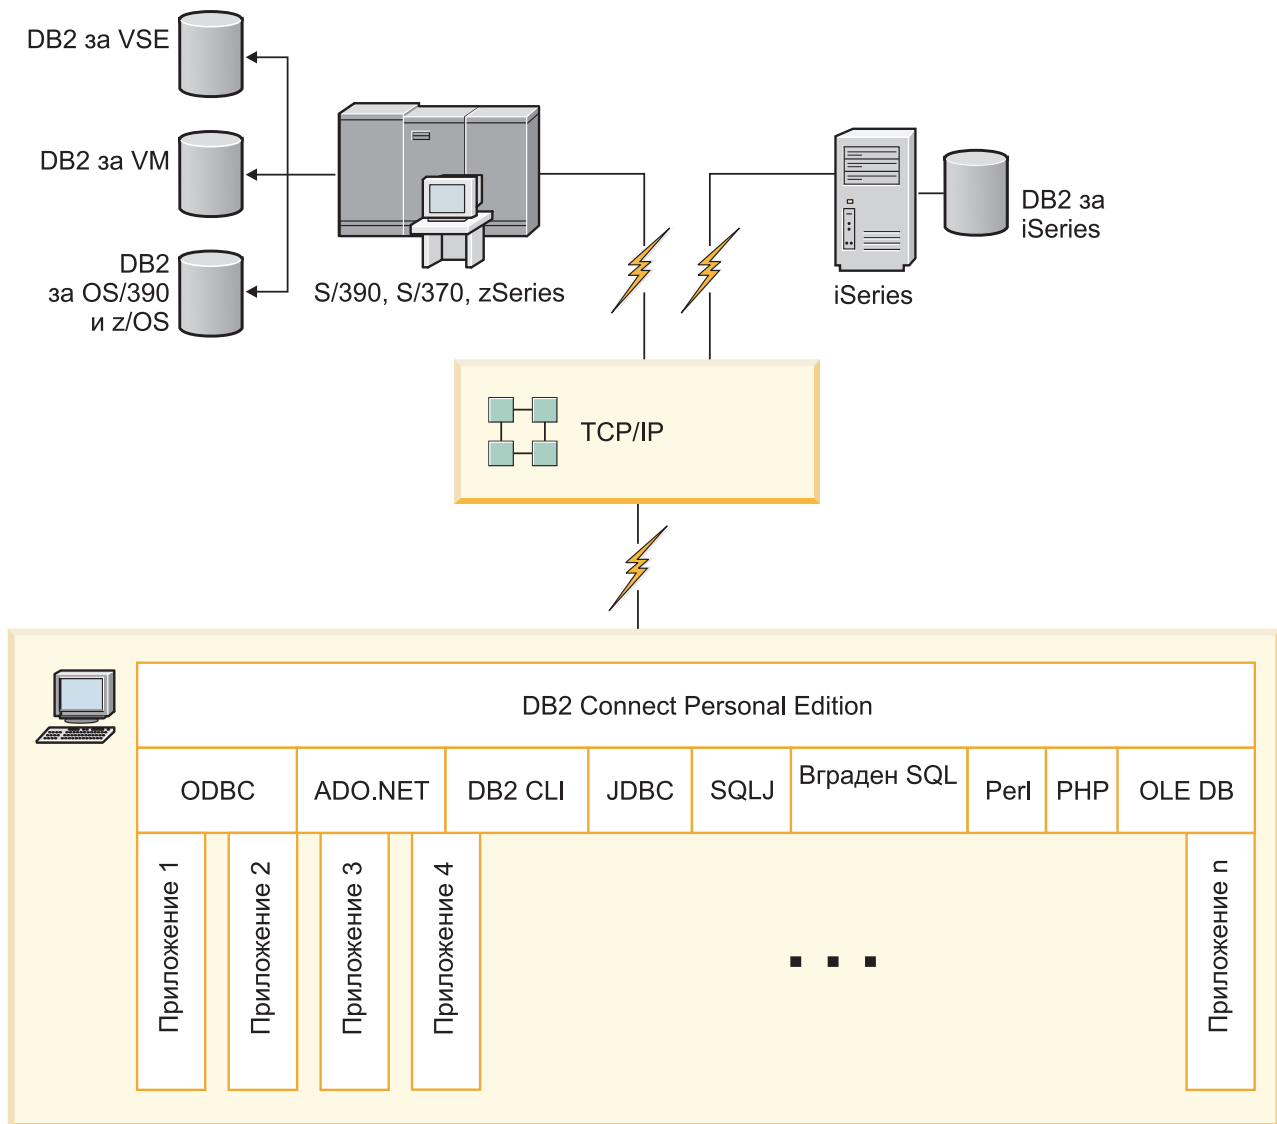 DB2 за VSE
DB2 за VM
DB2
за OS/390
и z/OS
S/390, S/370, zSeries
iSeries
DB2 за
iSeries
TCP/IP
DB2 Connect Personal Edition
ODBC
ADO.NET
DB2 CLI
JDBC
SQLJ
Вграден SQL
Perl
PHP
OLE DB
Приложение 1
Приложение 2
Приложение 3
Приложение 4
Приложение n